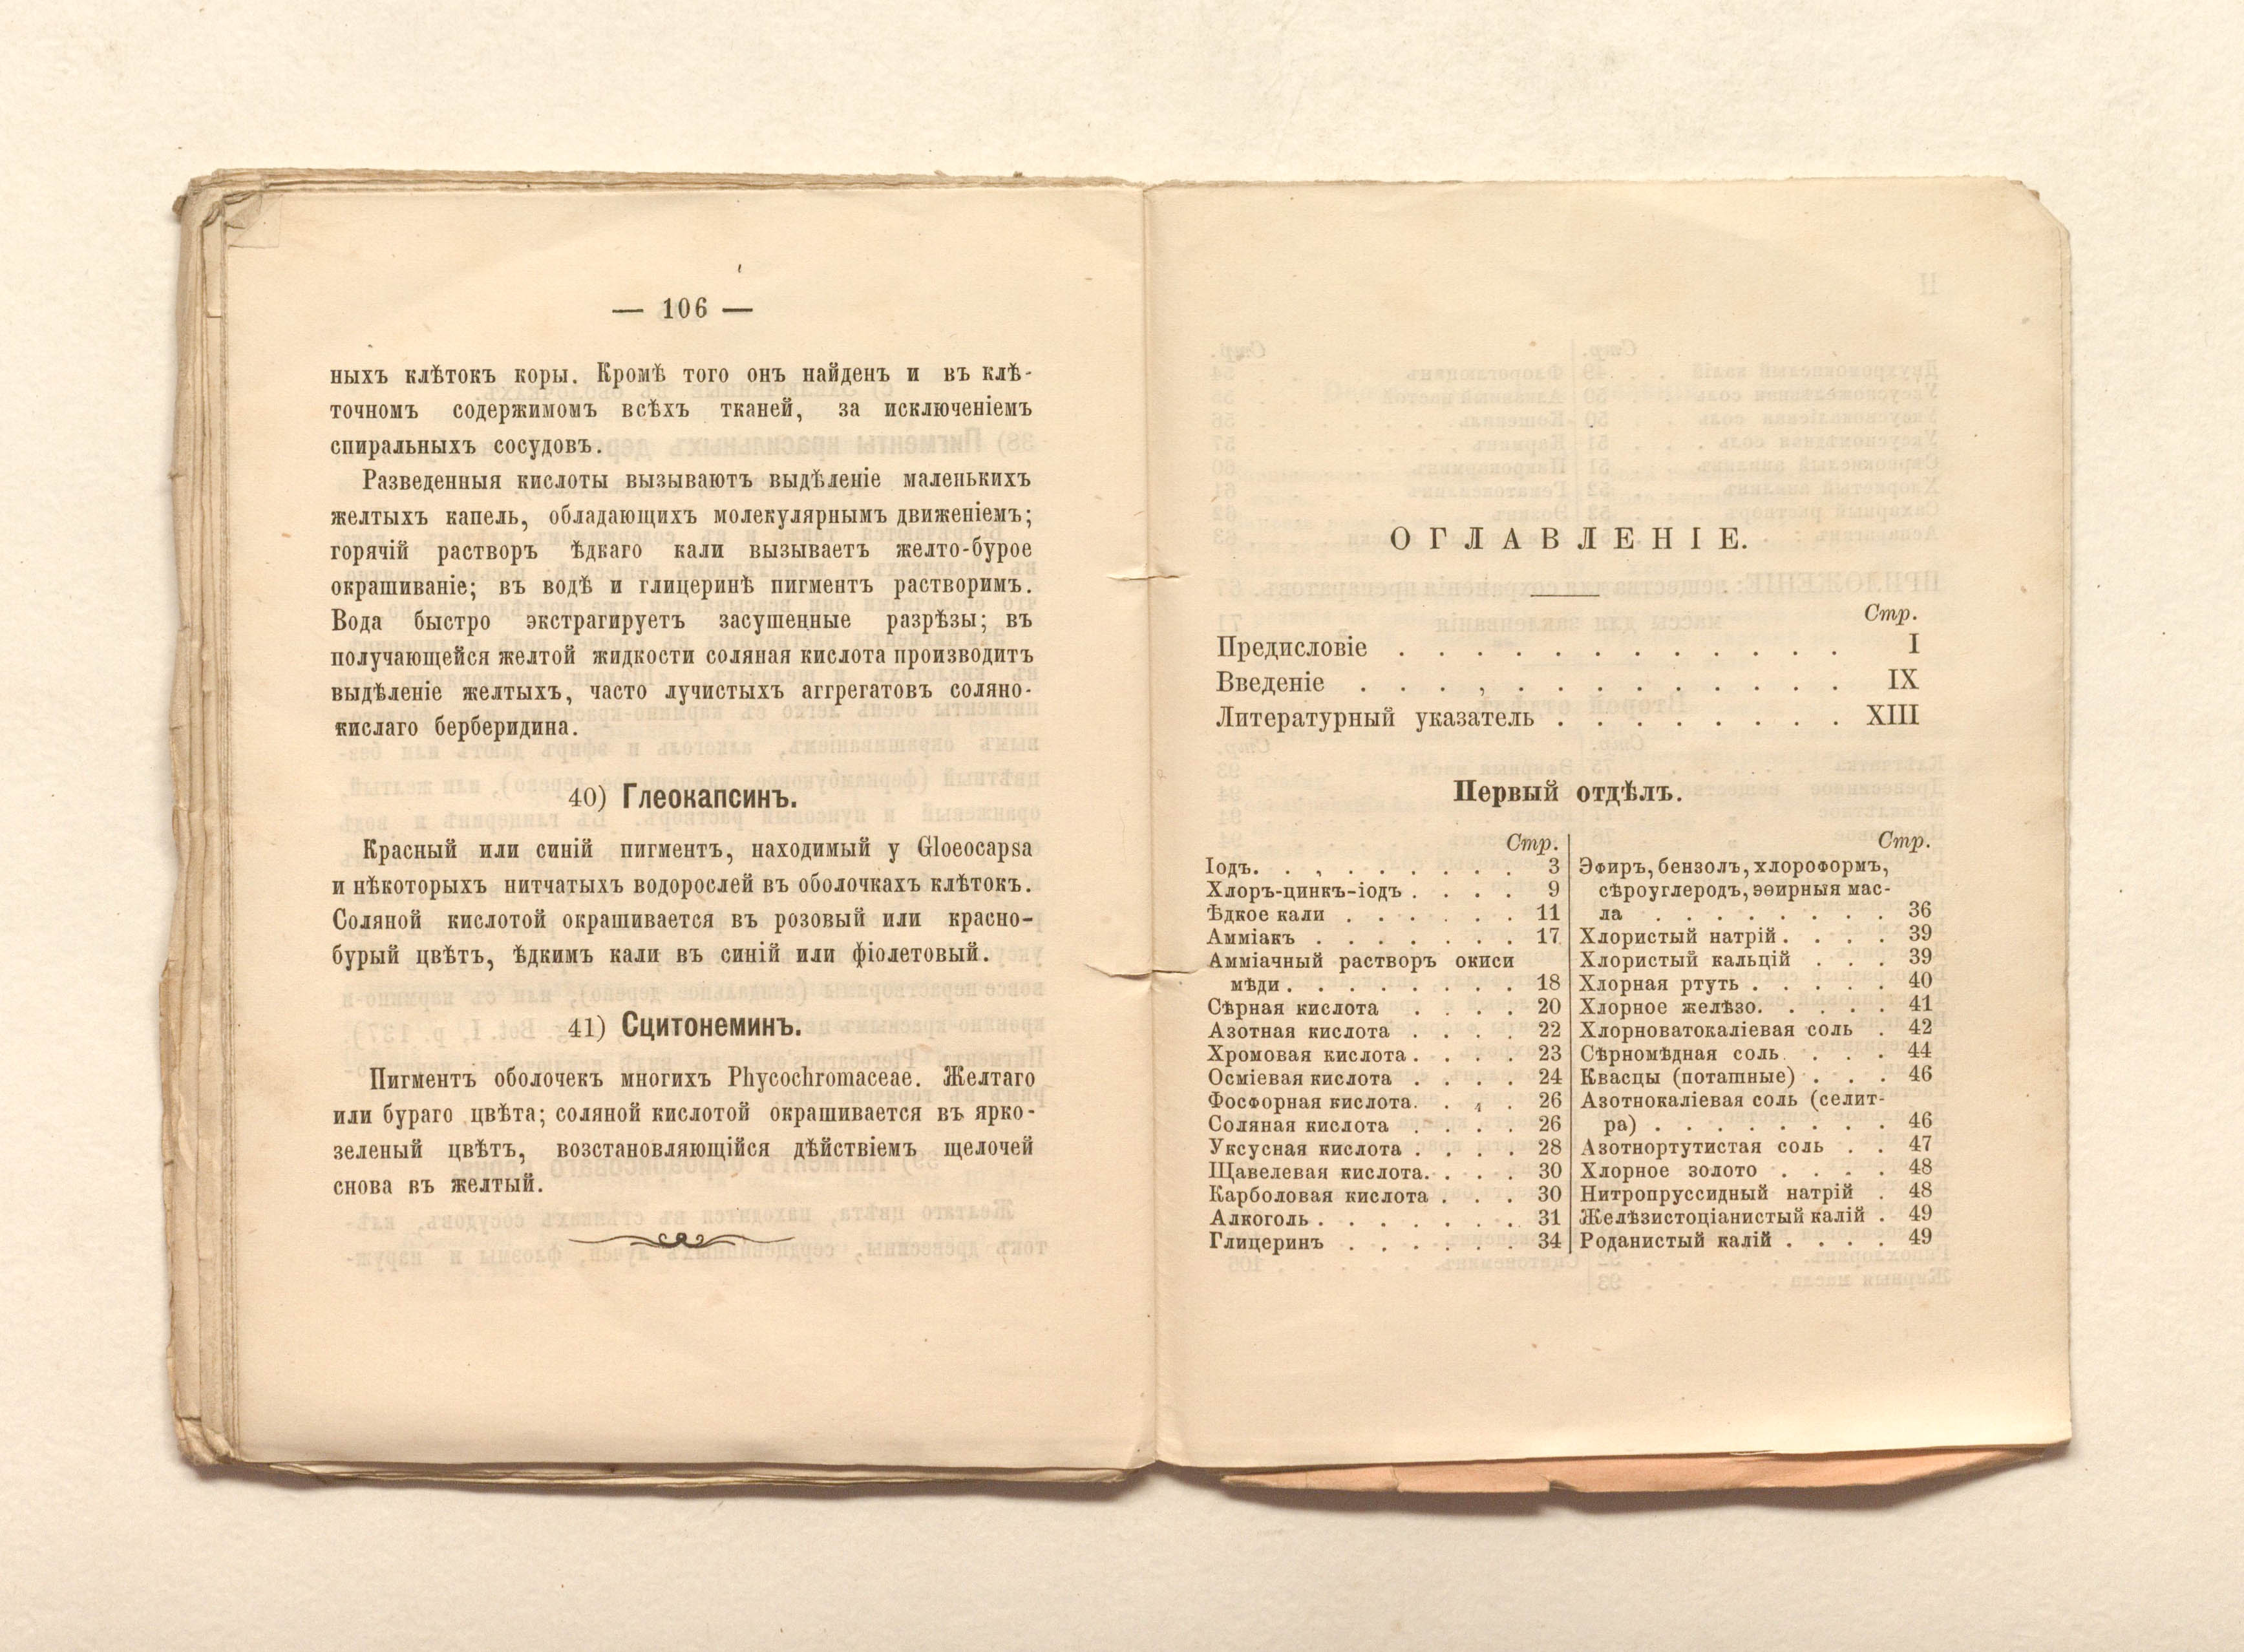 — 106 —
ныхъ клѣтокъ коры. Кромѣ того онъ найденъ и въ клѣ-
точномъ содержимомъ всѣхъ тканей, за исключеніемъ
спиральныхъ сосудовъ.
Разведенныя кислоты вызываютъ выдѣленіе маленькихъ
желтыхъ капель, обладающихъ молекулярнымъ движеніемъ;
горячій растворъ ѣдкаго кали вызываетъ желто-бурое
окрашиваніе; въ водѣ и глицеринѣ пигментъ растворимъ.
Вода быстро экстрагируетъ засушенные разрѣзы; въ
получающейся желтой жидкости соляная кислота производитъ
выдѣленіе желтыхъ, часто лучистыхъ аггрегатовъ соляно-
кислаго берберидина.
40) Глеокапсинъ.
Красный или синій пигментъ, находимый у Gloeocapsa
и нѣкоторыхъ нитчатыхъ водорослей въ оболочкахъ клѣтокъ.
Соляной кислотой окрашивается въ розовый или красно-
бурый цвѣтъ, ѣдкимъ кали въ синій или фіолетовый.
41) Сцитонеминъ.
Пигментъ оболочекъ многихъ Phycochromaceae. Желтаго
или бураго цвѣта; соляной кислотой окрашивается въ ярко-
зеленый цвѣтъ, возстановляющійся дѣйствіемъ щелочей
снова въ желтый.
ОГЛАВЛЕНІЕ.
Стр.
Предисловіе . . . . . . . . . . . . I
Введеніе . . . , . . . . . . . . . IX
Литературный указатель . . . . . . . . XIII
Первый отдѣлъ.
Стр.
Іодъ. . , . . . . . . 3
Хлоръ-цинкъ-іодъ . . . . 9
Ѣдкое кали . . . . . . 11
Амміакъ . . . . . . . 17
Амміачный растворъ окиси
мѣди . . . . . . . . 18
Сѣрная кислота . . . . 20
Азотная кислота . . . . 22
Хромовая кислота . . . . 23
Осміевая кислота . . . . 24
Фосфорная кислота. . . . 26
Соляная кислота . . . . 26
Уксусная кислота . . . . 28
Щавелевая кислота. . . . 30
Карболовая кислота . . . 30
Алкоголь . . . . . . . 31
Глицеринъ . . . . . . 34
Стр.
Эфиръ, бензолъ, хлороформъ,
сѣроуглеродъ, эѳирныя мас-
ла . . . . . . . . 36
Хлористый натрій . . . . 39
Хлористый кальцій . . . 39
Хлорная ртуть . . . . . 40
Хлорное желѣзо. . . . . 41
Хлорноватокаліевая соль . 42
Сѣрномѣдная соль . . . . 44
Квасцы (поташные) . . . 46
Азотнокаліевая соль (селит-
ра) . . . . . . . . 46
Азотнортутистая соль . . 47
Хлорное золото . . . . 48
Нитропруссидный натрій . 48
Желѣзистоціанистый калій . 49
Роданистый калій . . . . 49